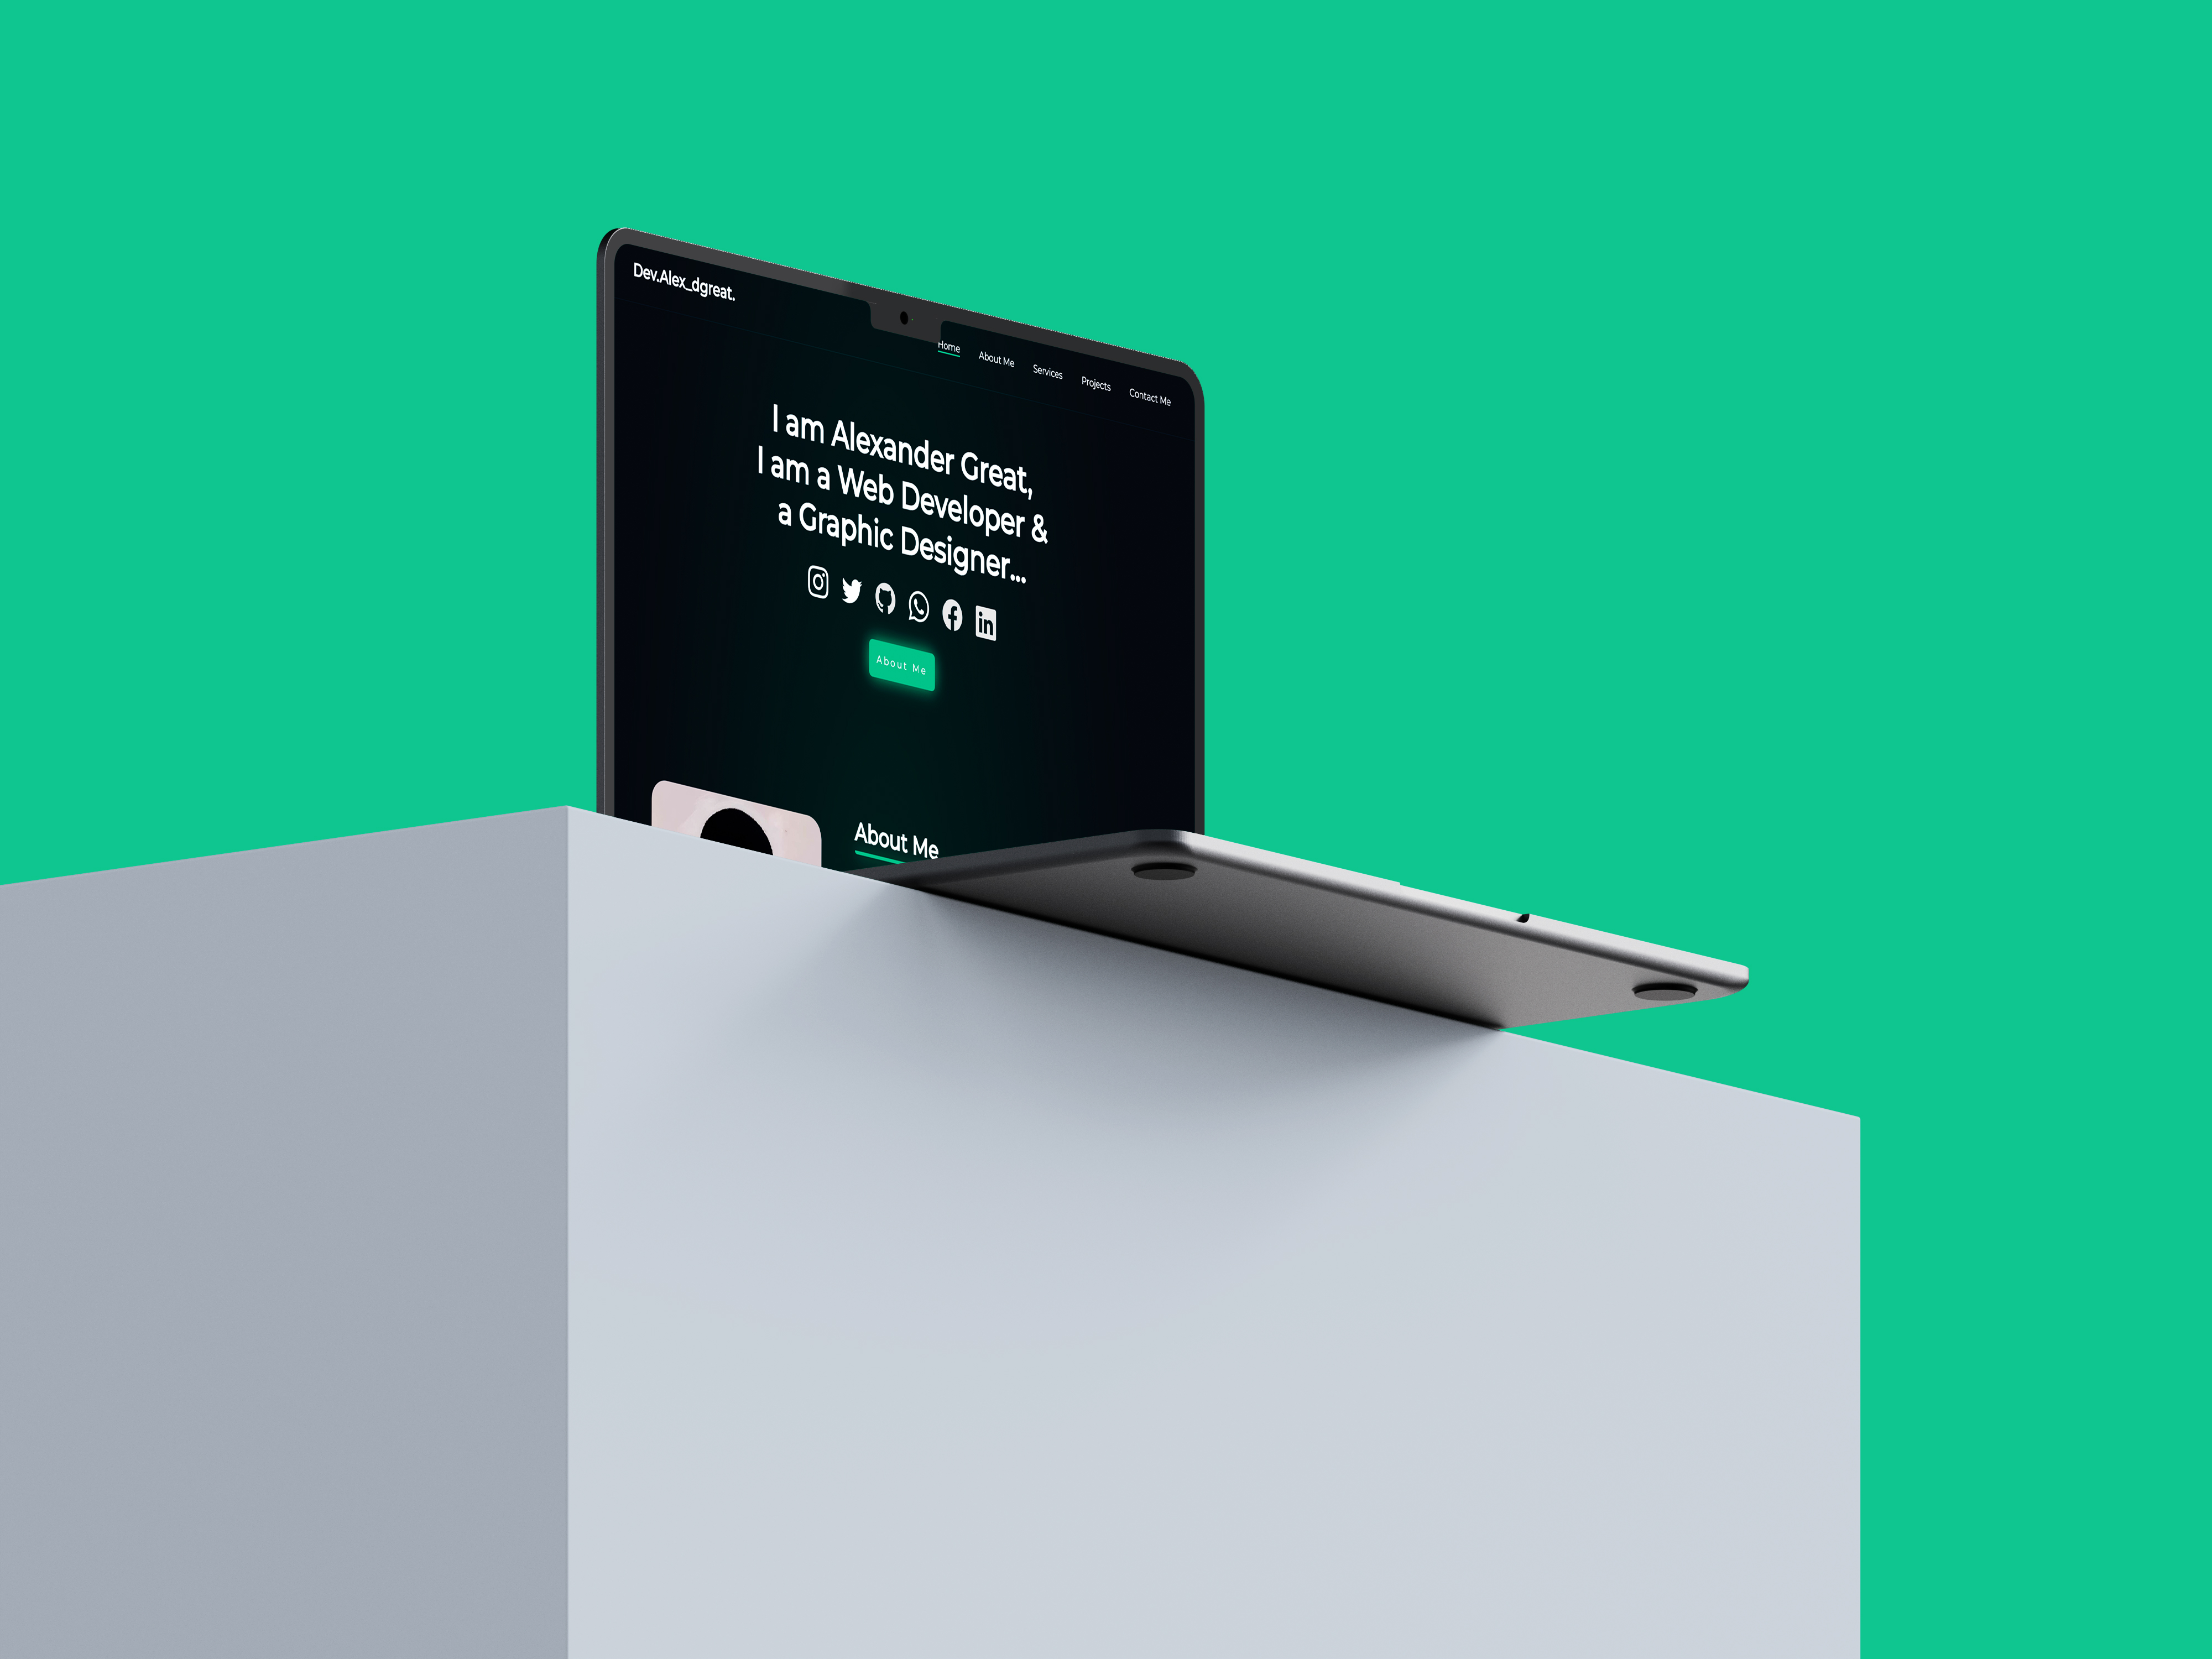 Dev.Alex_dgreat.
Home About Me Services Projects Contact Me
I am Alexander Great,
I am a Web Developer &
a Graphic Designer...
About Me
About Me